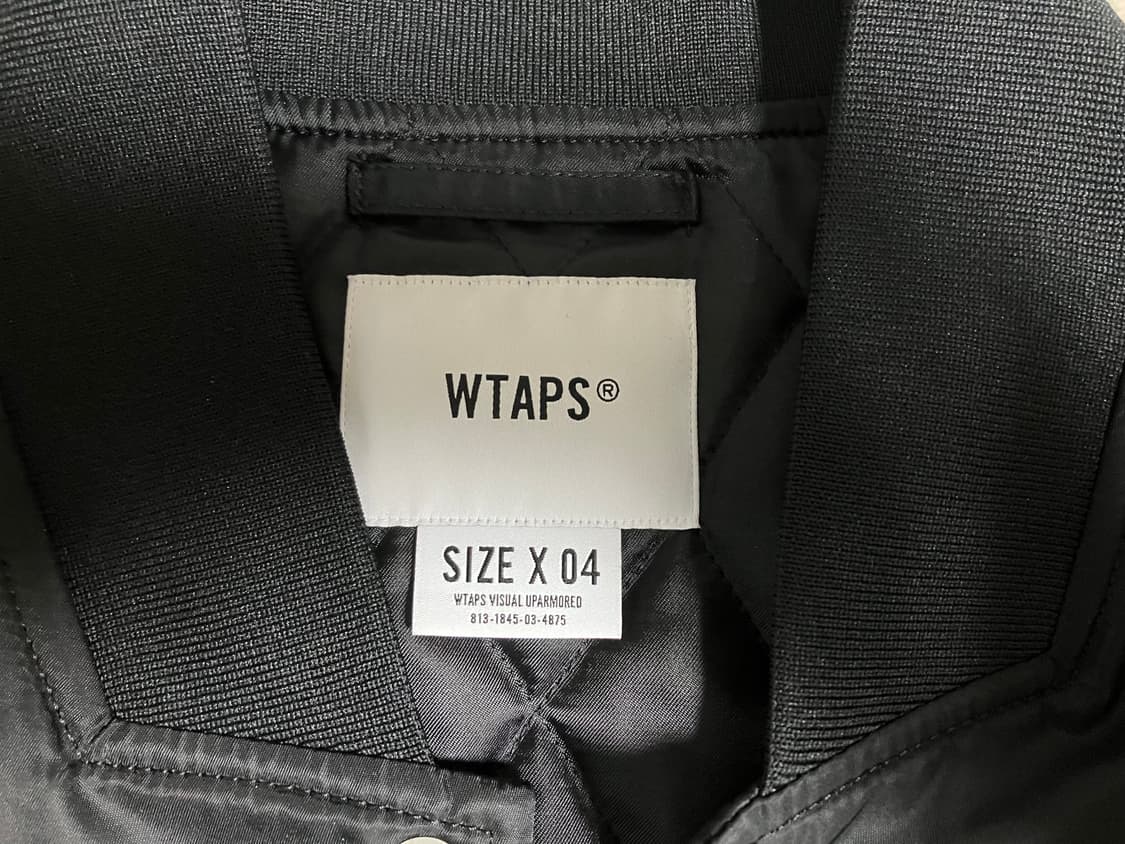 WTAPS®
SIZE X 04
WTAPS VISUAL UPARMORED
813-1845-03-4875